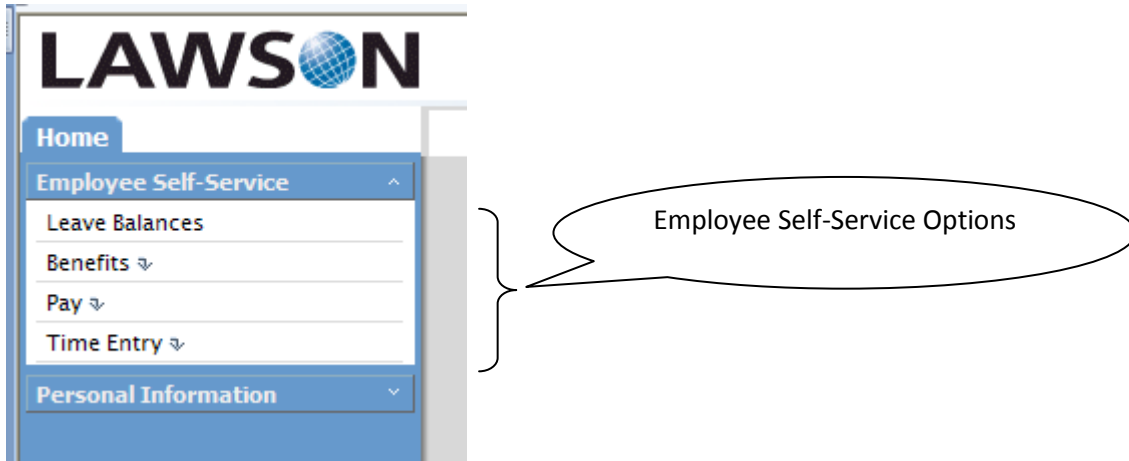 LAWSON
Home
Employee Self-Service
Leave Balances
Benefits
Pay
Time Entry
Personal Information
Employee Self-Service Options